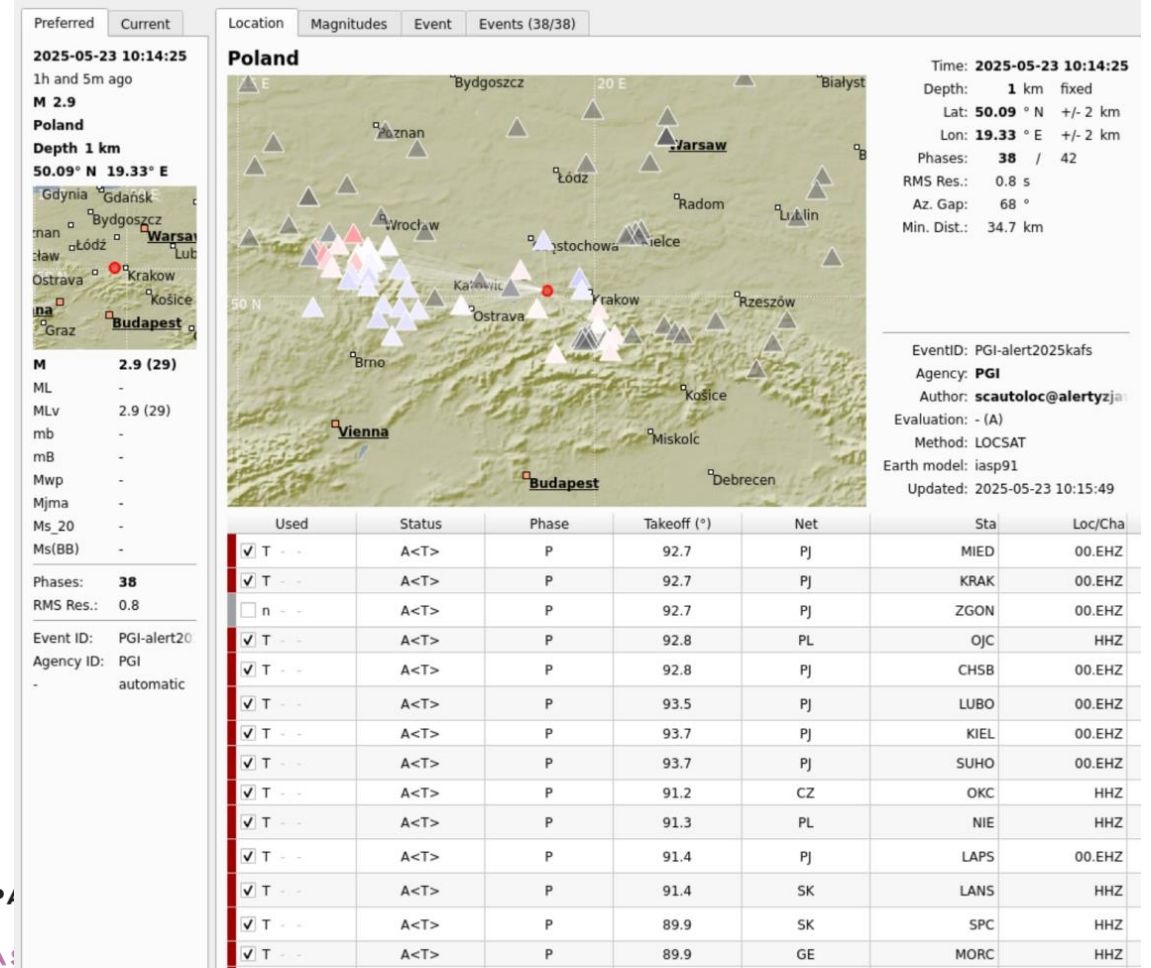 Preferred Current
2025-05-23 10:14:25
1h and 5m ago
M 2.9
Poland
Depth 1 km
50.09° N 19.33° E
Gdynia
Gdańsk
Bydgoszcz
znan
Warsaw
Łódź
cław
Lub
Ostrava
Krakow
Košice
Budapest
Graz
M 2.9 (29)
ML -
MLv 2.9 (29)
mb -
mB -
Mwp -
Mjma -
Ms_20 -
Ms(BB) -
Phases: 38
RMS Res.: 0.8
Event ID: PGI-alert20
Agency ID: PGI
- automatic
Location Magnitudes Event Events (38/38)
Poland
E
Bydgoszcz
20 E
Białyst
Poznan
Warsaw
Łódź
Radom
Lublin
Wrocław
Kielce
50 N
Krakow
Rzeszów
Ostrava
Brno
Košice
Vienna
Miskolc
Budapest
Debrecen
Time: 2025-05-23 10:14:25
Depth: 1 km fixed
Lat: 50.09 ° N +/- 2 km
Lon: 19.33 ° E +/- 2 km
Phases: 38 / 42
RMS Res.: 0.8 s
Az. Gap: 68 °
Min. Dist.: 34.7 km
EventID: PGI-alert2025kafs
Agency: PGI
Author: scautoloc@alertyzja
Evaluation: - (A)
Method: LOCSAT
Earth model: iasp91
Updated: 2025-05-23 10:15:49
Used Status Phase Takeoff (°) Net Sta Loc/Cha
T - - A<T> P 92.7 PJ MIED 00.EHZ
T - - A<T> P 92.7 PJ KRAK 00.EHZ
n - - A<T> P 92.7 PJ ZGON 00.EHZ
T - - A<T> P 92.8 PL OJC HHZ
T - - A<T> P 92.8 PJ CHSB 00.EHZ
T - - A<T> P 93.5 PJ LUBO 00.EHZ
T - - A<T> P 93.7 PJ KIEL 00.EHZ
T - - A<T> P 93.7 PJ SUHO 00.EHZ
T - - A<T> P 91.2 CZ OKC HHZ
T - - A<T> P 91.3 PL NIE HHZ
T - - A<T> P 91.4 PJ LAPS 00.EHZ
T - - A<T> P 91.4 SK LANS HHZ
T - - A<T> P 89.9 SK SPC HHZ
T - - A<T> P 89.9 GE MORC HHZ